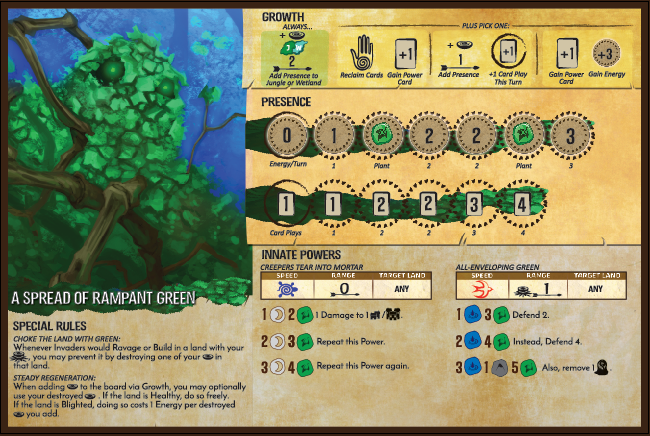 GROWTH
ALWAYS...
PLUS PICK ONE:
+
2
Add Presence to
Jungle or Wetland
+1
Reclaim Cards
Gain Power
Card
+
1
Add Presence
+1
+1 Card Play
This Turn
+1
Gain Power
Card
+3
Gain Energy
PRESENCE
0 1 2 2 3
Energy/Turn 1 Plant 2 2 Plant 3
1 1 2 2 3 4
Card Plays 1 2 2 3 4
INNATE POWERS
CREEPERS TEAR INTO MORTAR
SPEED RANGE TARGET LAND
0 ANY
1 2 1 Damage to 1 / .
2 3 Repeat this Power.
3 4 Repeat this Power again.
ALL-ENVELOPING GREEN
SPEED RANGE TARGET LAND
1 ANY
1 3 Defend 2.
2 4 Instead, Defend 4.
3 1 5 Also, remove 1 .
A SPREAD OF RAMPANT GREEN
SPECIAL RULES
CHOKE THE LAND WITH GREEN:
Whenever Invaders would Ravage or Build in a land with your
, you may prevent it by destroying one of your in
that land.
STEADY REGENERATION:
When adding to the board via Growth, you may optionally
use your destroyed . If the land is Healthy, do so freely.
If the land is Blighted, doing so costs 1 Energy per destroyed
you add.